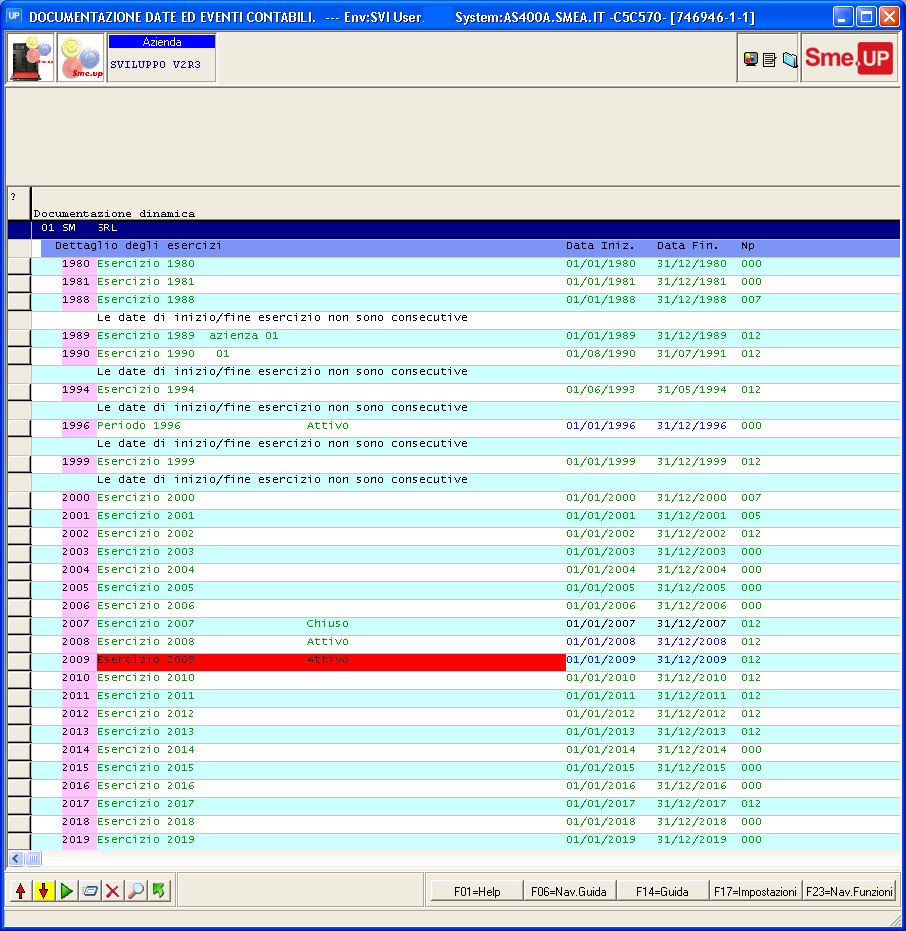 UP DOCUMENTAZIONE DATE ED EVENTI CONTABILI. --- Env:SVI User. System:AS400A.SMEA.IT -C5C570- [746946-1-1]
Sme.up
Azienda
SVILUPPO V2R3
Sme.UP
?
Documentazione dinamica
01 SM SRL
Dettaglio degli esercizi Data Iniz. Data Fin. Np
1980 Esercizio 1980 01/01/1980 31/12/1980 000
1981 Esercizio 1981 01/01/1981 31/12/1981 000
1988 Esercizio 1988 01/01/1988 31/12/1988 007
Le date di inizio/fine esercizio non sono consecutive
1989 Esercizio 1989 azienza 01 01/01/1989 31/12/1989 012
1990 Esercizio 1990 01 01/08/1990 31/07/1991 012
Le date di inizio/fine esercizio non sono consecutive
1994 Esercizio 1994 01/06/1993 31/05/1994 012
Le date di inizio/fine esercizio non sono consecutive
1996 Periodo 1996 Attivo 01/01/1996 31/12/1996 000
Le date di inizio/fine esercizio non sono consecutive
1999 Esercizio 1999 01/01/1999 31/12/1999 012
Le date di inizio/fine esercizio non sono consecutive
2000 Esercizio 2000 01/01/2000 31/12/2000 007
2001 Esercizio 2001 01/01/2001 31/12/2001 005
2002 Esercizio 2002 01/01/2002 31/12/2002 012
2003 Esercizio 2003 01/01/2003 31/12/2003 000
2004 Esercizio 2004 01/01/2004 31/12/2004 000
2005 Esercizio 2005 01/01/2005 31/12/2005 000
2006 Esercizio 2006 01/01/2006 31/12/2006 000
2007 Esercizio 2007 Chiuso 01/01/2007 31/12/2007 012
2008 Esercizio 2008 Attivo 01/01/2008 31/12/2008 012
2009 Esercizio 2009 Attivo 01/01/2009 31/12/2009 012
2010 Esercizio 2010 01/01/2010 31/12/2010 012
2011 Esercizio 2011 01/01/2011 31/12/2011 012
2012 Esercizio 2012 01/01/2012 31/12/2012 012
2013 Esercizio 2013 01/01/2013 31/12/2013 012
2014 Esercizio 2014 01/01/2014 31/12/2014 000
2015 Esercizio 2015 01/01/2015 31/12/2015 000
2016 Esercizio 2016 01/01/2016 31/12/2016 000
2017 Esercizio 2017 01/01/2017 31/12/2017 012
2018 Esercizio 2018 01/01/2018 31/12/2018 000
2019 Esercizio 2019 01/01/2019 31/12/2019 000
F01=Help F06=Nav.Guida F14=Guida F17=Impostazioni F23=Nav.Funzioni